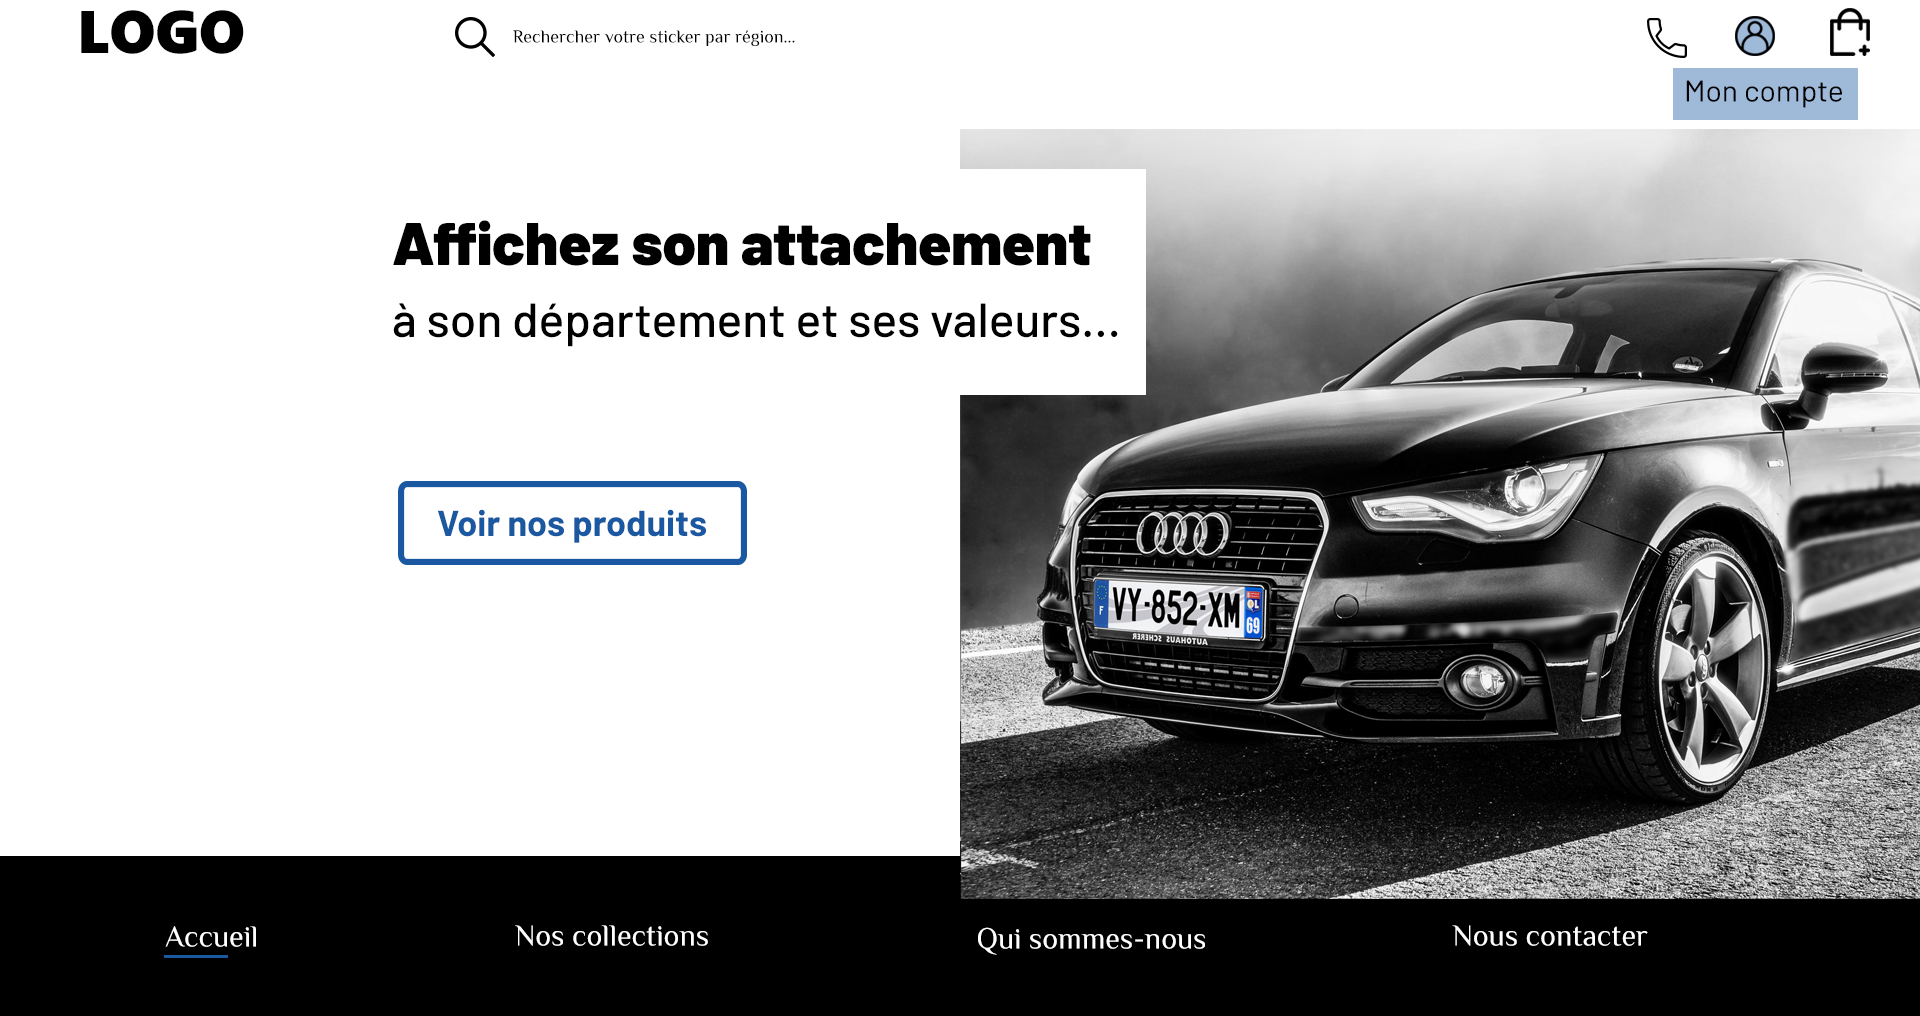 LOGO
Rechercher votre sticker par région...
Mon compte
Affichez son attachement
à son département et ses valeurs...
Voir nos produits
VY-852-XM
F
OL
69
AUTOHAUS SCHERER
Accueil
Nos collections
Qui sommes-nous
Nous contacter